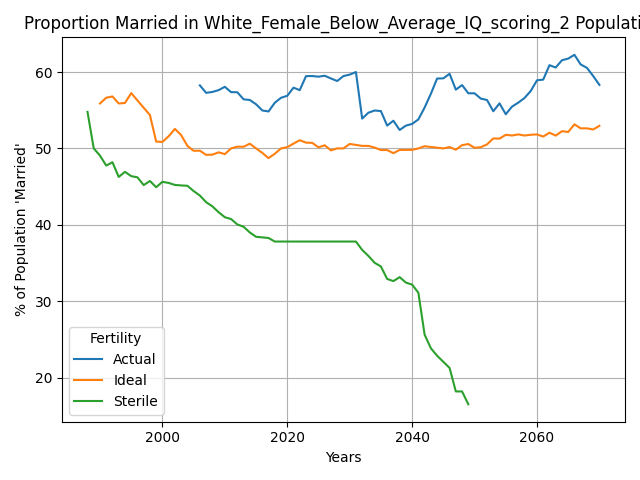 Proportion Married in White_Female_Below_Average_IQ_scoring_2 Populati
% of Population 'Married'
60
50
40
30
20
Fertility
Actual
Ideal
Sterile
2000 2020 2040 2060
Years